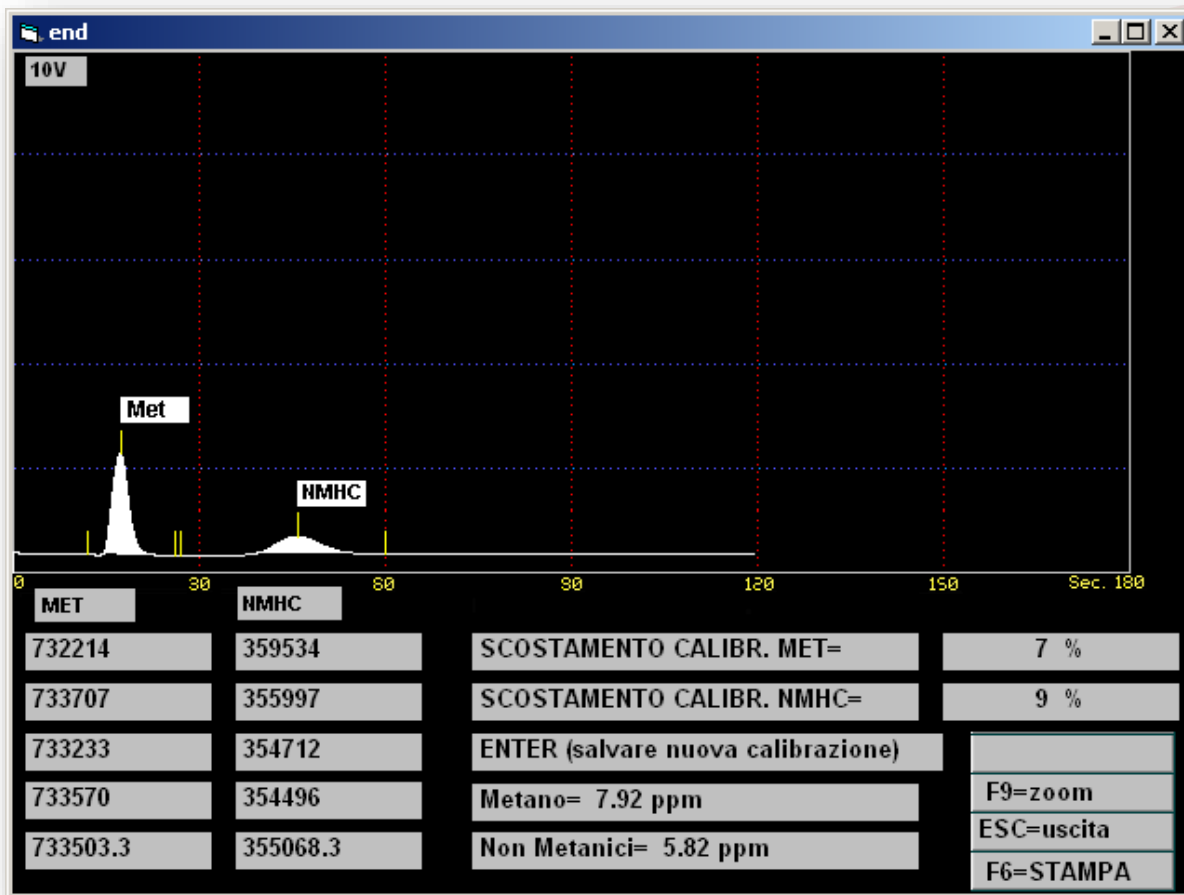 end
10V
Met
NMHC
0 30 60 90 120 150 Sec. 180
MET NMHC
732214 359534 SCOSTAMENTO CALIBR. MET= 7 %
733707 355997 SCOSTAMENTO CALIBR. NMHC= 9 %
733233 354712 ENTER (salvare nuova calibrazione)
733570 354496 Metano= 7.92 ppm F9=zoom
ESC=uscita
733503.3 355068.3 Non Metanici= 5.82 ppm
F6=STAMPA